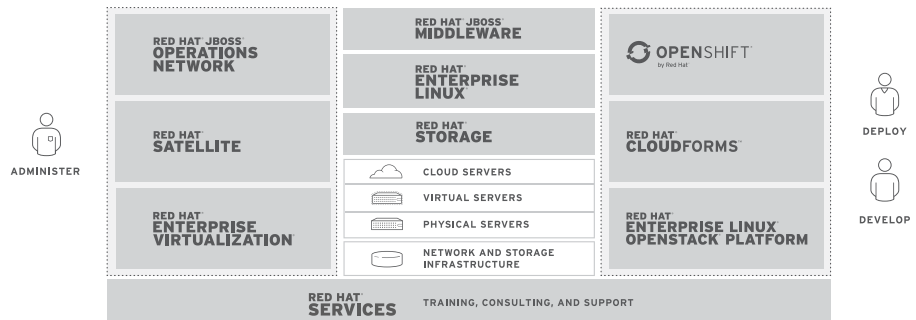 ADMINISTER
RED HAT JBOSS
OPERATIONS
NETWORK
RED HAT
SATELLITE
RED HAT
ENTERPRISE
VIRTUALIZATION
RED HAT JBOSS
MIDDLEWARE
RED HAT
ENTERPRISE
LINUX
RED HAT
STORAGE
CLOUD SERVERS
VIRTUAL SERVERS
PHYSICAL SERVERS
NETWORK AND STORAGE
INFRASTRUCTURE
OPENSHIFT
by Red Hat
RED HAT
CLOUDFORMS
RED HAT
ENTERPRISE LINUX
OPENSTACK PLATFORM
DEPLOY
DEVELOP
RED HAT
SERVICES
TRAINING, CONSULTING, AND SUPPORT